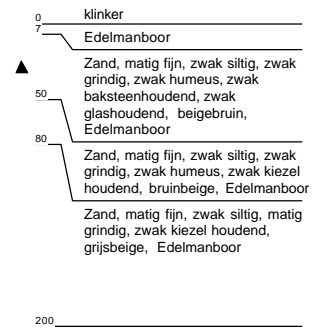 0 klinker
7
Edelmanboor
Zand, matig fijn, zwak siltig, zwak
grindig, zwak humeus, zwak
baksteenhoudend, zwak
glashoudend, beigebruin,
Edelmanboor
50
80
Zand, matig fijn, zwak siltig, zwak
grindig, zwak humeus, zwak kiezel
houdend, bruinbeige, Edelmanboor
Zand, matig fijn, zwak siltig, matig
grindig, zwak kiezel houdend,
grijsbeige, Edelmanboor
200